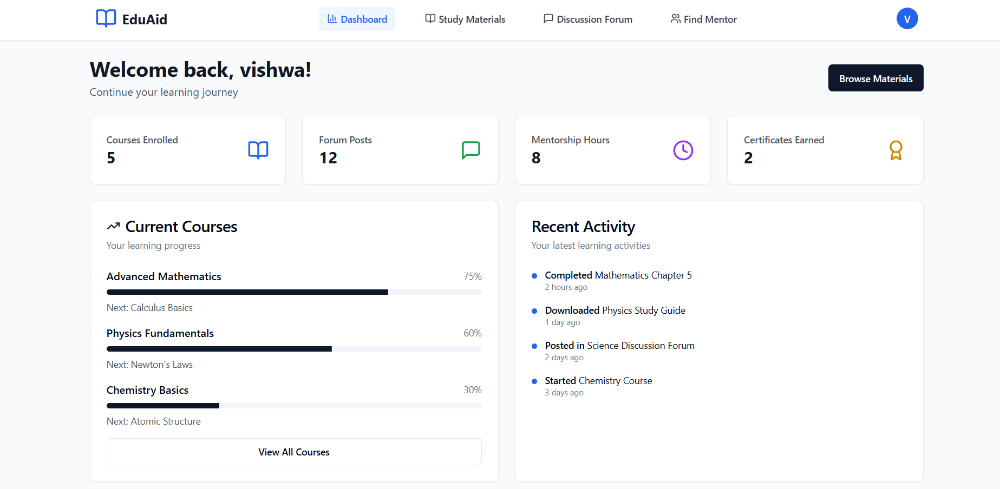 EduAid
Dashboard
Study Materials
Discussion Forum
Find Mentor
V
Welcome back, vishwa!
Continue your learning journey
Browse Materials
Courses Enrolled
5
Forum Posts
12
Mentorship Hours
8
Certificates Earned
2
Current Courses
Your learning progress
Advanced Mathematics 75%
Next: Calculus Basics
Physics Fundamentals 60%
Next: Newton's Laws
Chemistry Basics 30%
Next: Atomic Structure
View All Courses
Recent Activity
Your latest learning activities
Completed Mathematics Chapter 5
2 hours ago
Downloaded Physics Study Guide
1 day ago
Posted in Science Discussion Forum
2 days ago
Started Chemistry Course
3 days ago